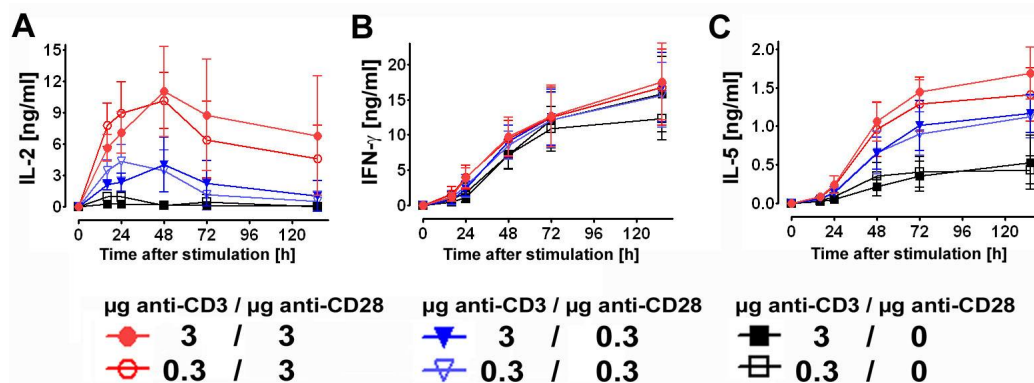 A
IL-2 [ng/ml]
15
12
9
6
3
0
0 24 48 72 96 120
Time after stimulation [h]
B
IFN-γ [ng/ml]
20
15
10
5
0
0 24 48 72 96 120
Time after stimulation [h]
C
IL-5 [ng/ml]
2.0
1.5
1.0
0.5
0.0
0 24 48 72 96 120
Time after stimulation [h]
µg anti-CD3 / µg anti-CD28
3 / 3
0.3 / 3
µg anti-CD3 / µg anti-CD28
3 / 0.3
0.3 / 0.3
µg anti-CD3 / µg anti-CD28
3 / 0
0.3 / 0